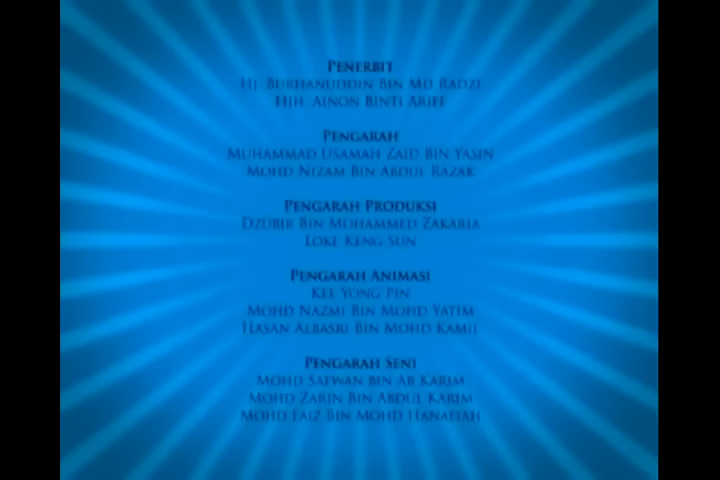 Penerbit
Hj. Burhanuddin Bin Md Radzi
Hjh. Ainon Binti Ariff
Pengarah
Muhammad Usamah Zaid Bin Yasin
Mohd Nizam Bin Abdul Razak
Pengarah Produksi
Dzubir Bin Mohammed Zakaria
Loke Keng Sun
Pengarah Animasi
Kee Yong Pin
Mohd Nazmi Bin Mohd Yatim
Hasan Albasri Bin Mohd Kamil
Pengarah Seni
Mohd Safwan bin Ab Karim
Mohd Zarin Bin Abdul Karim
Mohd Faiz Bin Mohd Hanafiah